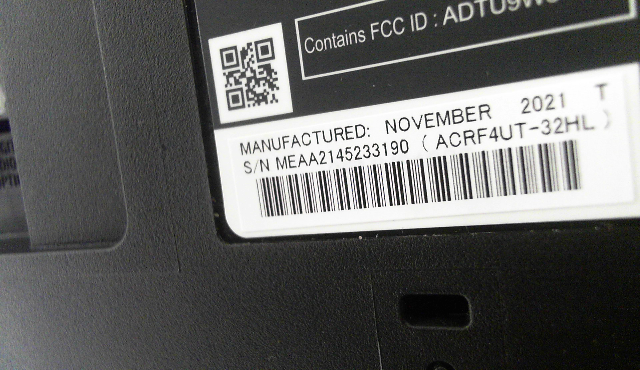 Contains FCC ID : ADTU9W
MANUFACTURED: NOVEMBER 2021 T
S/N MEAA2145233190 ( ACRF4UT-32HL )